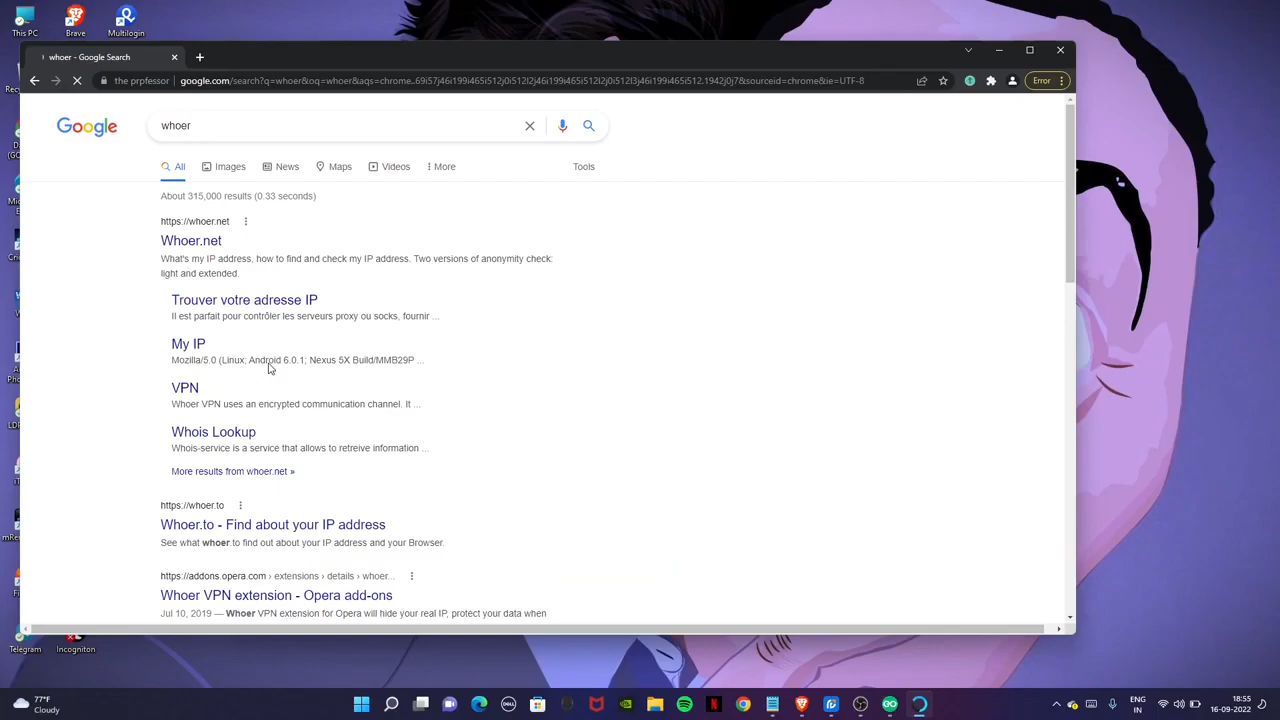 This PC
Brave
Multilogin
whoer - Google Search
the prpfessor
google.com/search?q=whoer&oq=whoer&aqs=chrome..69i57j46i199i465i512j0i512l2j46i199i465i512l2j0i512l3j46i199i465i512.1942j0j7&sourceid=chrome&ie=UTF-8
Error
Google
whoer
All
Images
News
Maps
Videos
More
Tools
About 315,000 results (0.33 seconds)
https://whoer.net
Whoer.net
What's my IP address, how to find and check my IP address. Two versions of anonymity check:
light and extended.
Trouver votre adresse IP
Il est parfait pour contrôler les serveurs proxy ou socks, fournir ...
My IP
Mozilla/5.0 (Linux; Android 6.0.1; Nexus 5X Build/MMB29P ...
VPN
Whoer VPN uses an encrypted communication channel. It ...
Whois Lookup
Whois-service is a service that allows to retreive information ...
More results from whoer.net »
https://whoer.to
Whoer.to - Find about your IP address
See what whoer.to find out about your IP address and your Browser.
https://addons.opera.com › extensions › details › whoer...
Whoer VPN extension - Opera add-ons
Jul 10, 2019 — Whoer VPN extension for Opera will hide your real IP, protect your data when
Telegram
Incogniton
77°F
Cloudy
DELL
ENG
IN
18:55
16-09-2022